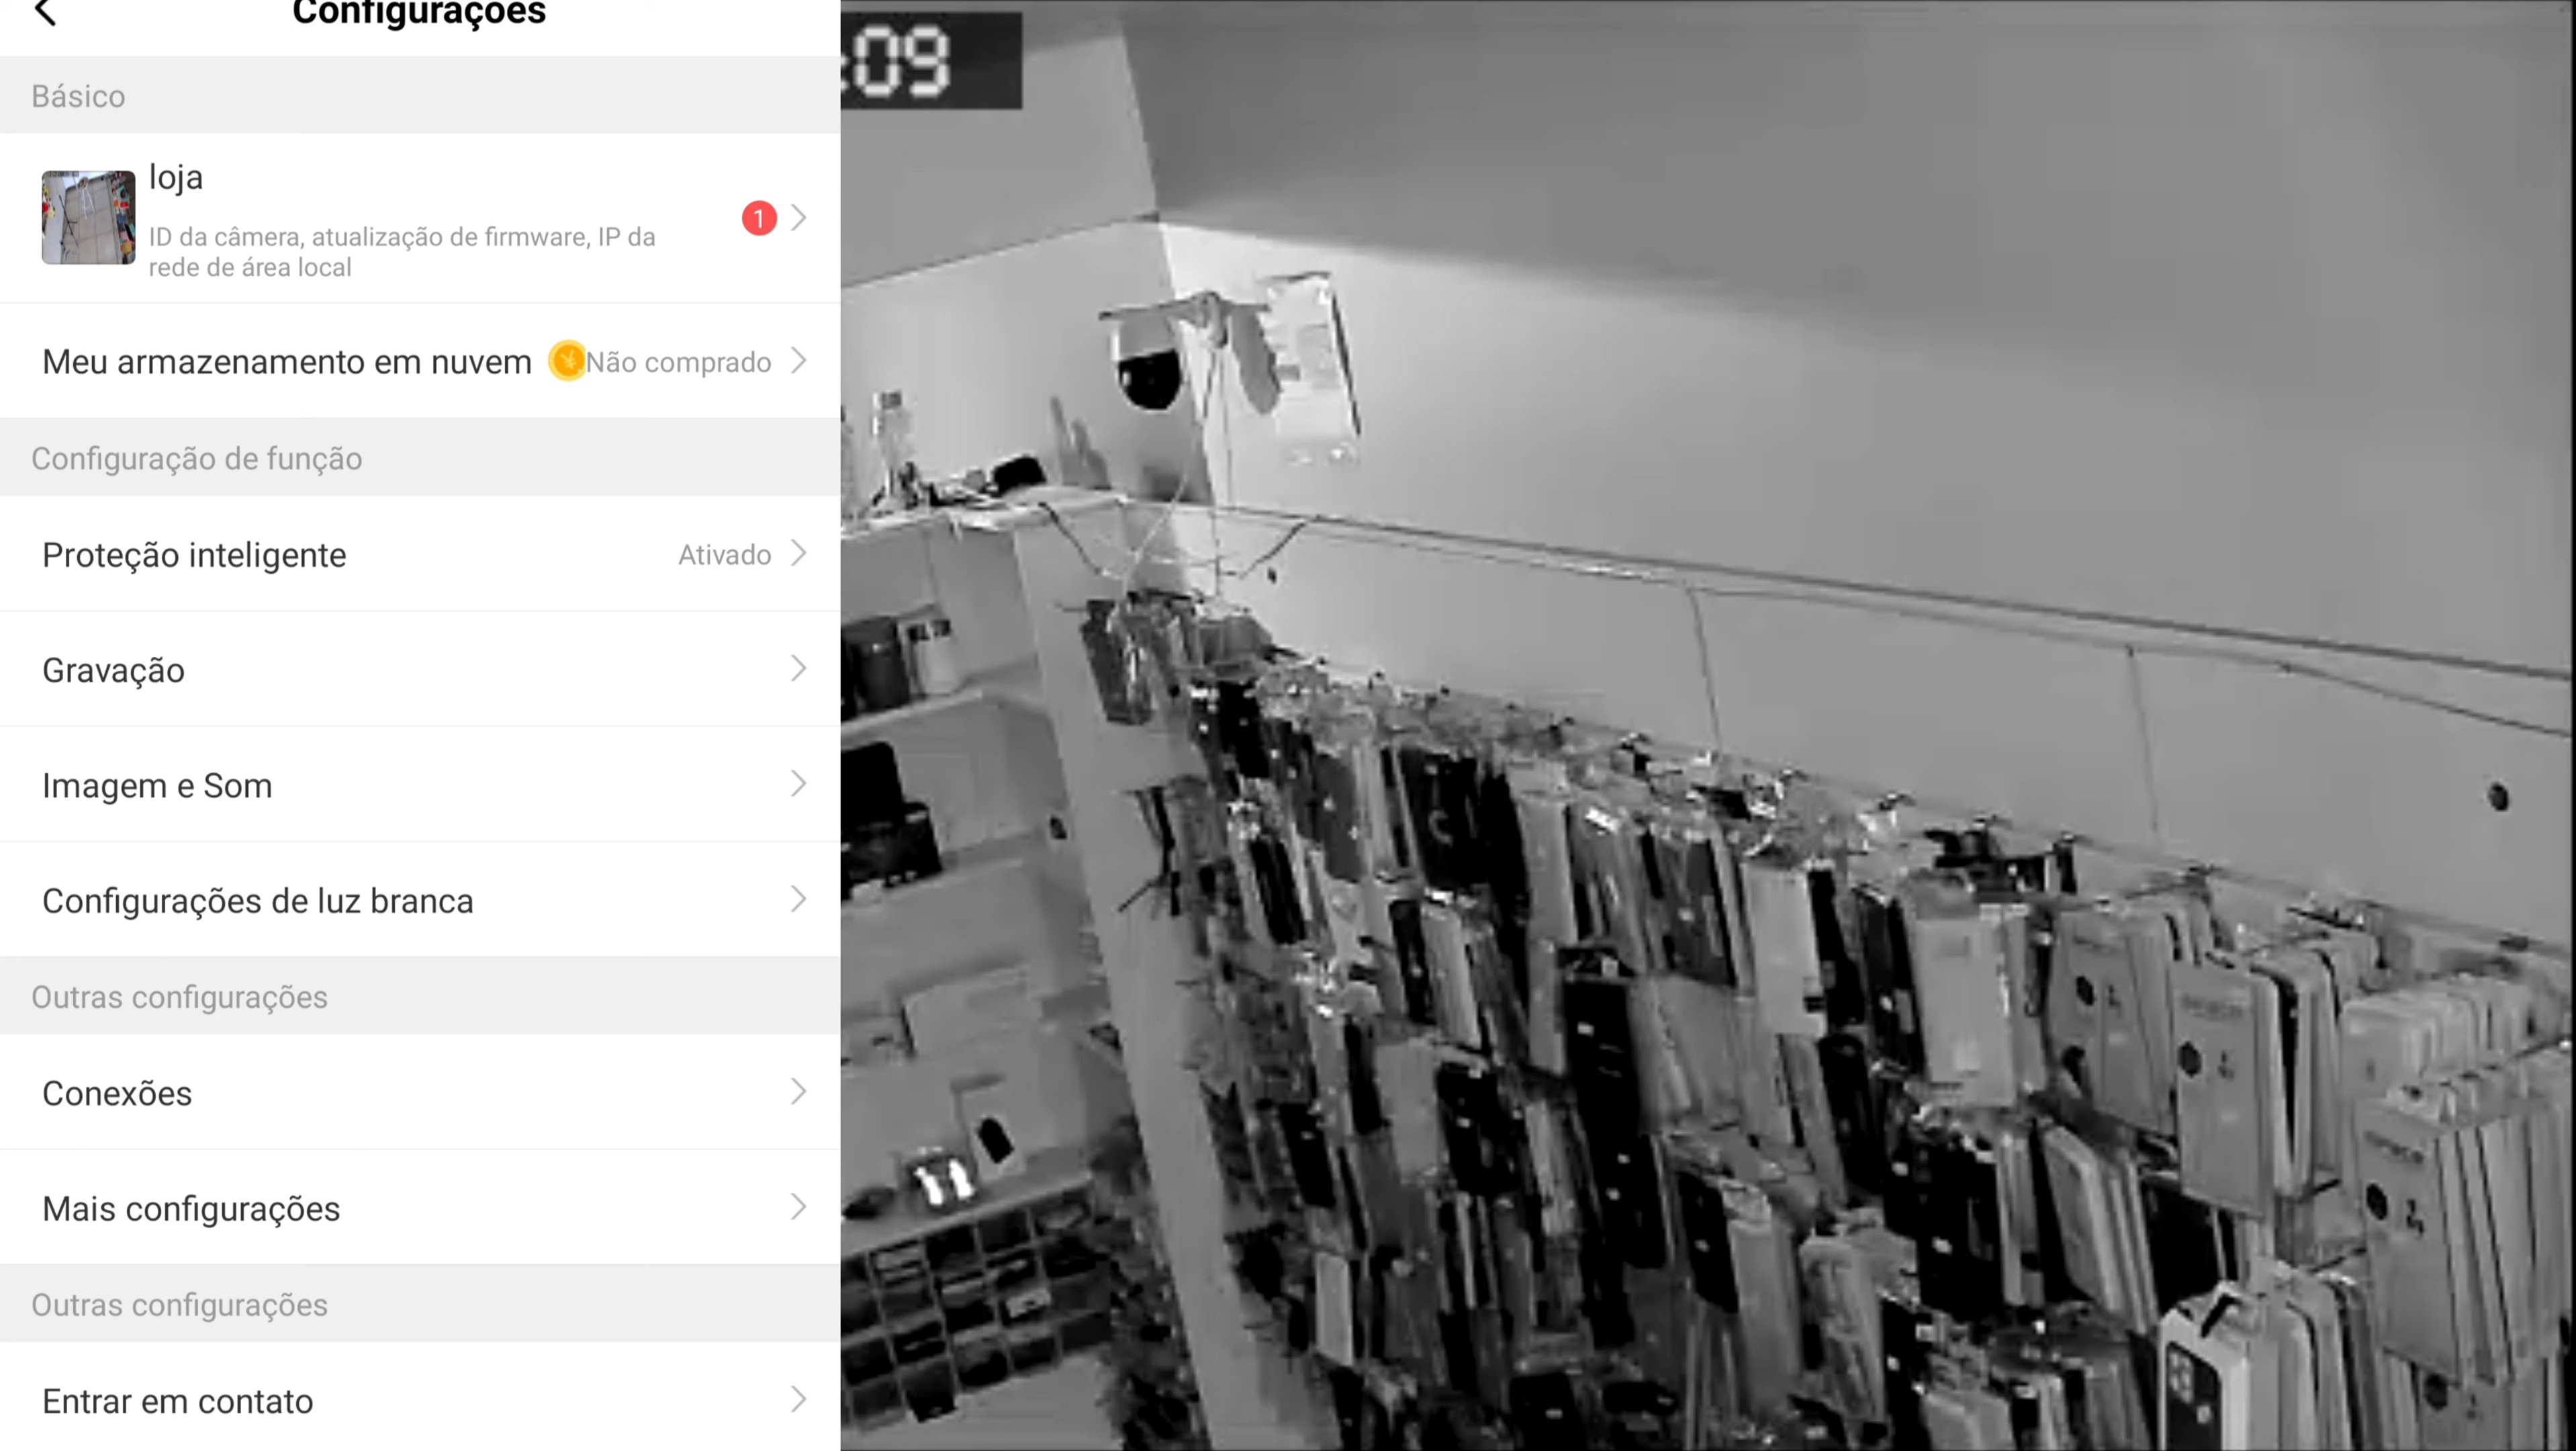 Configurações
Básico
loja
ID da câmera, atualização de firmware, IP da
rede de área local
1
Meu armazenamento em nuvem
¥
Não comprado
Configuração de função
Proteção inteligente
Ativado
Gravação
Imagem e Som
Configurações de luz branca
Outras configurações
Conexões
Mais configurações
Outras configurações
Entrar em contato
:09